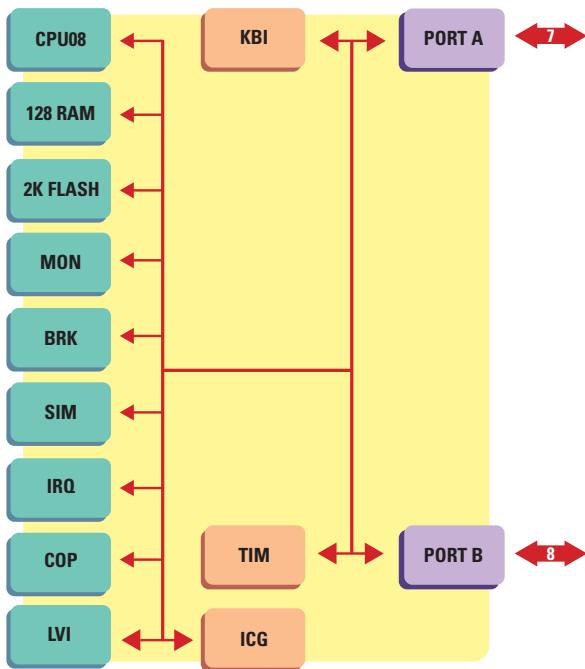 CPU08
KBI
PORT A
7
128 RAM
2K FLASH
MON
BRK
SIM
IRQ
COP
TIM
PORT B
8
LVI
ICG